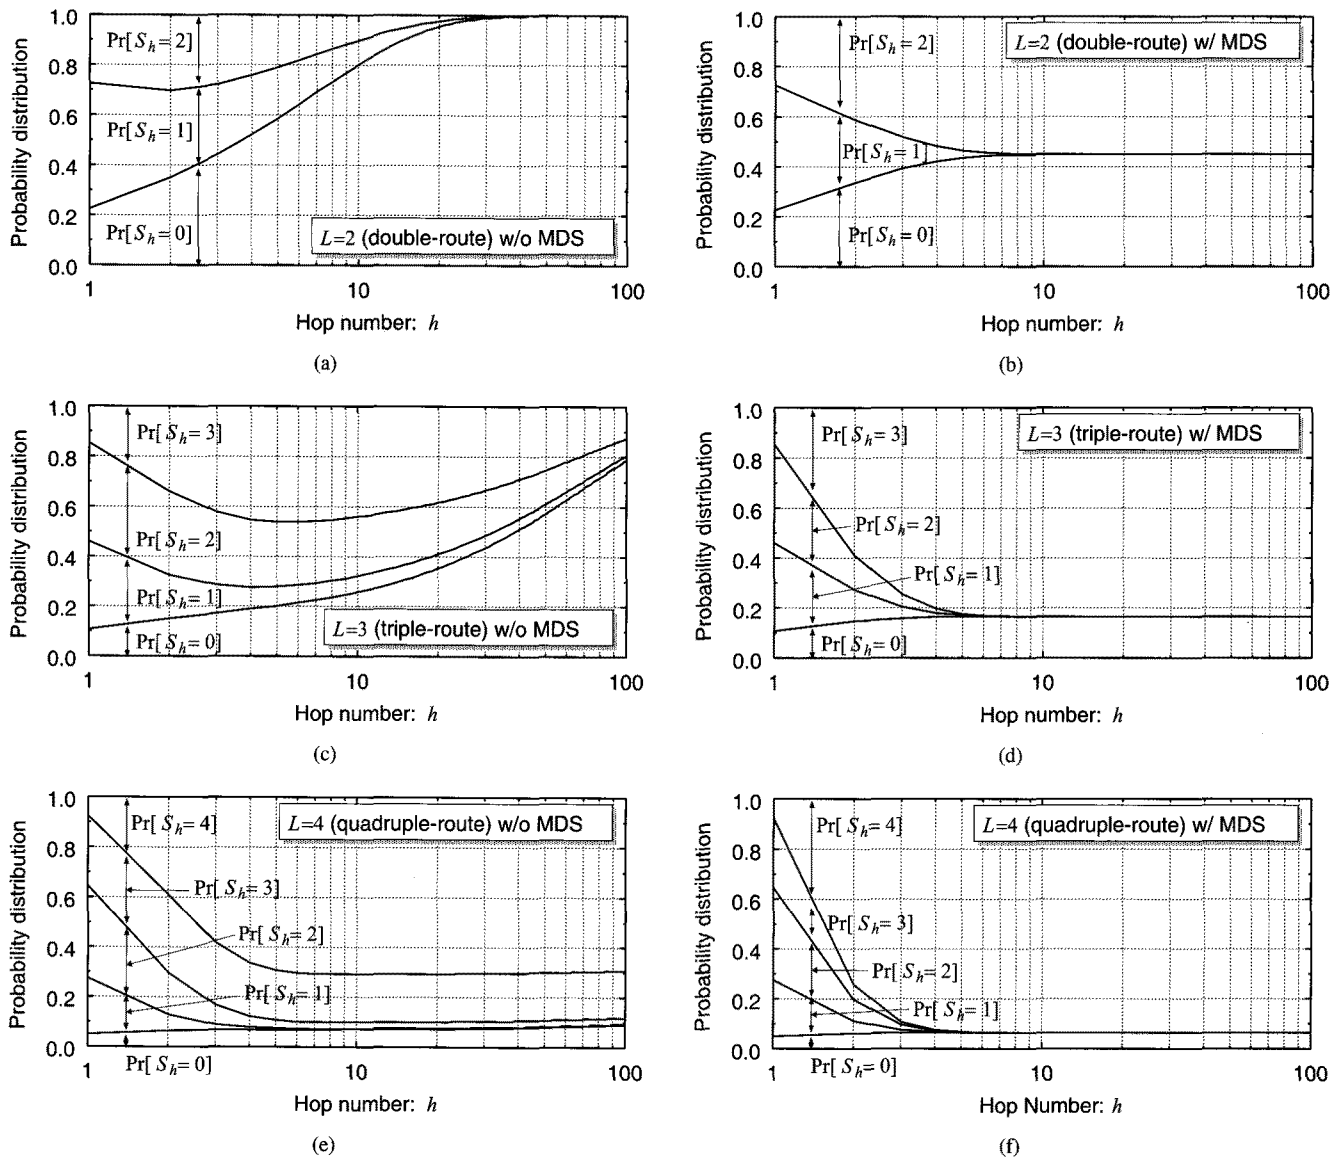 1.0
0.8
0.6
0.4
0.2
0.0
Probability distribution
Pr[ S_h= 2]
Pr[ S_h= 1]
Pr[ S_h= 0]
L=2 (double-route) w/o MDS
1
10
100
Hop number: h
(a)
1.0
0.8
0.6
0.4
0.2
0.0
Probability distribution
Pr[ S_h= 2]
Pr[ S_h= 1]
Pr[ S_h= 0]
L=2 (double-route) w/ MDS
1
10
100
Hop number: h
(b)
1.0
0.8
0.6
0.4
0.2
0.0
Probability distribution
Pr[ S_h= 3]
Pr[ S_h= 2]
Pr[ S_h= 1]
Pr[ S_h= 0]
L=3 (triple-route) w/o MDS
1
10
100
Hop number: h
(c)
1.0
0.8
0.6
0.4
0.2
0.0
Probability distribution
Pr[ S_h= 3]
Pr[ S_h= 2]
Pr[ S_h= 1]
Pr[ S_h= 0]
L=3 (triple-route) w/ MDS
1
10
100
Hop number: h
(d)
1.0
0.8
0.6
0.4
0.2
0.0
Probability distribution
Pr[ S_h= 4]
Pr[ S_h= 3]
Pr[ S_h= 2]
Pr[ S_h= 1]
Pr[ S_h= 0]
L=4 (quadruple-route) w/o MDS
1
10
100
Hop number: h
(e)
1.0
0.8
0.6
0.4
0.2
0.0
Probability distribution
Pr[ S_h= 4]
Pr[ S_h= 3]
Pr[ S_h= 2]
Pr[ S_h= 1]
Pr[ S_h= 0]
L=4 (quadruple-route) w/ MDS
1
10
100
Hop Number: h
(f)